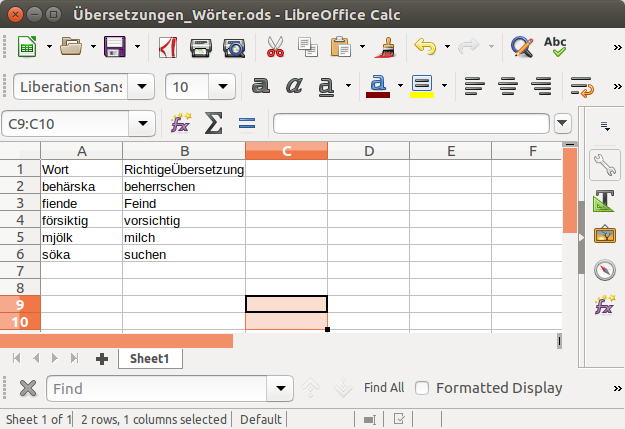 Übersetzungen_Wörter.ods - LibreOffice Calc
Abc
Liberation Sans 10 a a a a
C9:C10
A B C D E F
1 Wort RichtigeÜbersetzung
2 behärska beherrschen
3 fiende Feind
4 försiktig vorsichtig
5 mjölk milch
6 söka suchen
7
8
9
10
Sheet1
Find Find All Formatted Display
Sheet 1 of 1 2 rows, 1 columns selected Default